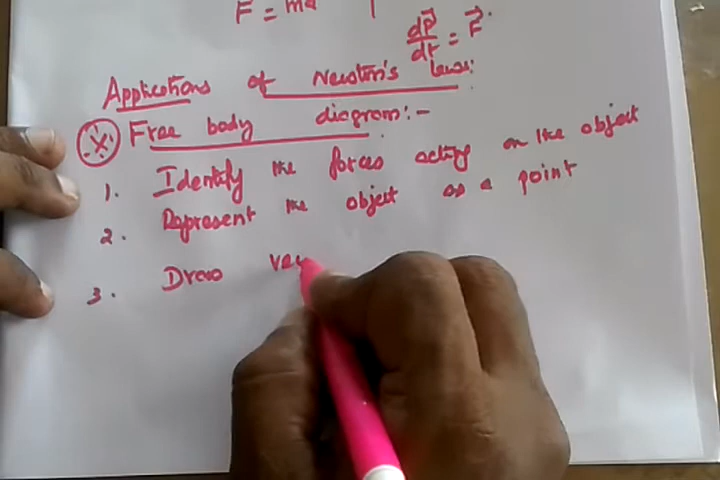 F = ma
dP⃗/dt = F⃗
Applications of Newton's laws:
(×) Free body diagram:-
1. Identify the forces acting on the object
2. Represent the object as a point
3. Draw ve